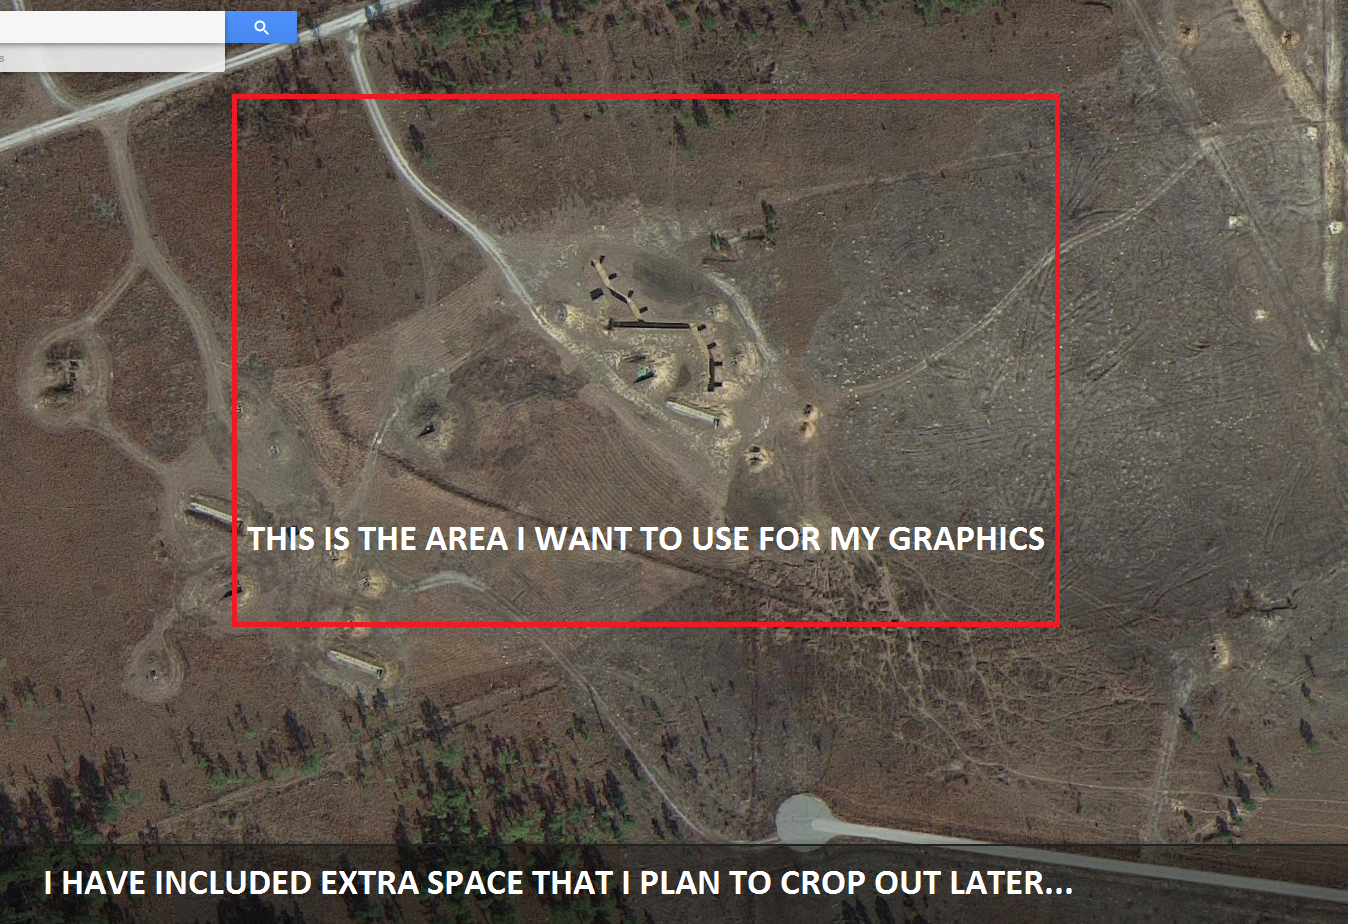 s
THIS IS THE AREA I WANT TO USE FOR MY GRAPHICS
I HAVE INCLUDED EXTRA SPACE THAT I PLAN TO CROP OUT LATER...